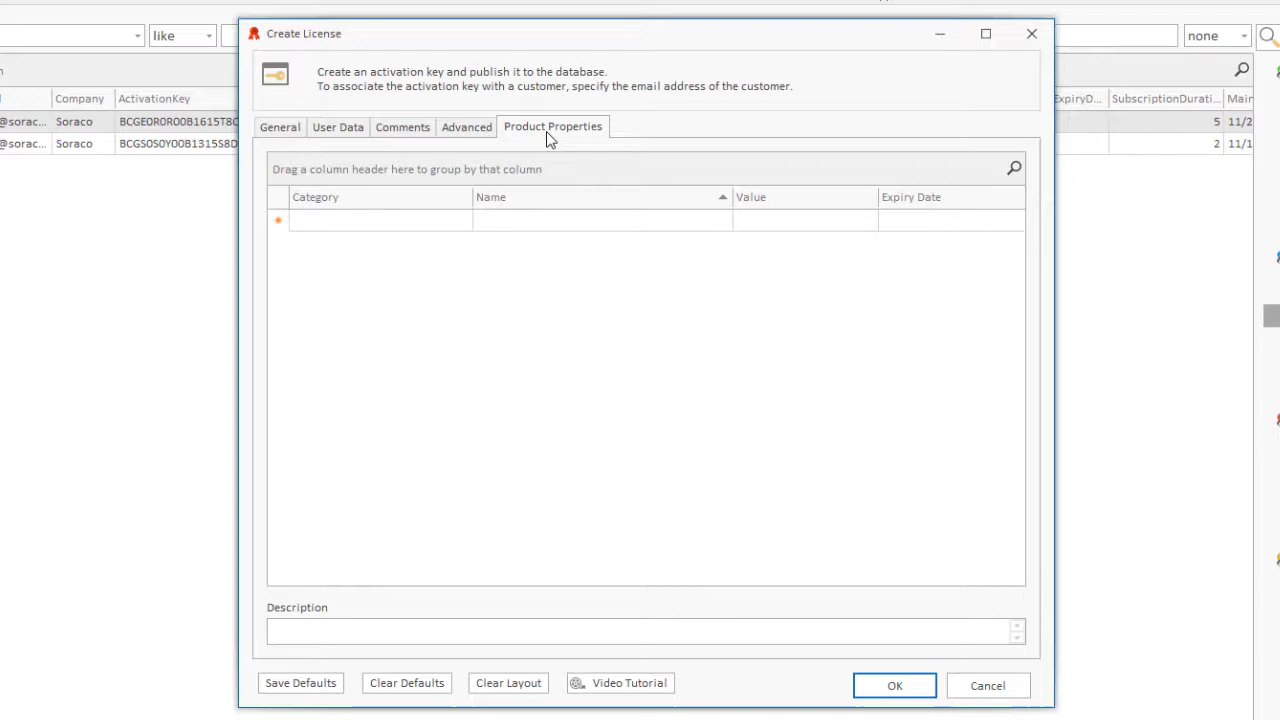 Create License
like
none
Create an activation key and publish it to the database.
To associate the activation key with a customer, specify the email address of the customer.
Company ActivationKey ExpiryD... SubscriptionDurati... Main
@sorac... Soraco BCGE0R0R00B1615T8C 5 11/2
@sorac... Soraco BCGS0S0Y00B1315S8D 2 11/1
General User Data Comments Advanced Product Properties
Drag a column header here to group by that column
Category Name Value Expiry Date
Description
Save Defaults Clear Defaults Clear Layout Video Tutorial OK Cancel